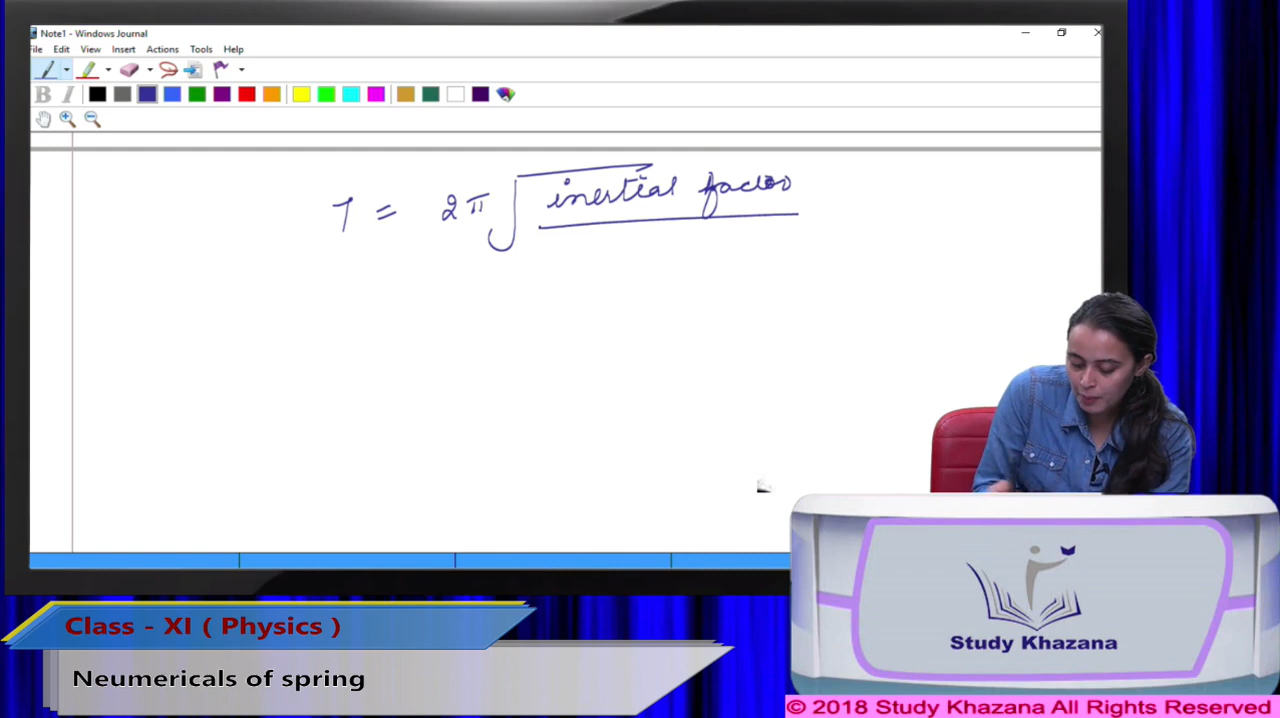 Note1 - Windows Journal
File Edit View Insert Actions Tools Help
B I
T = 2π √ inertial factor
Study Khazana
Class - XI ( Physics )
Neumericals of spring
© 2018 Study Khazana All Rights Reserved